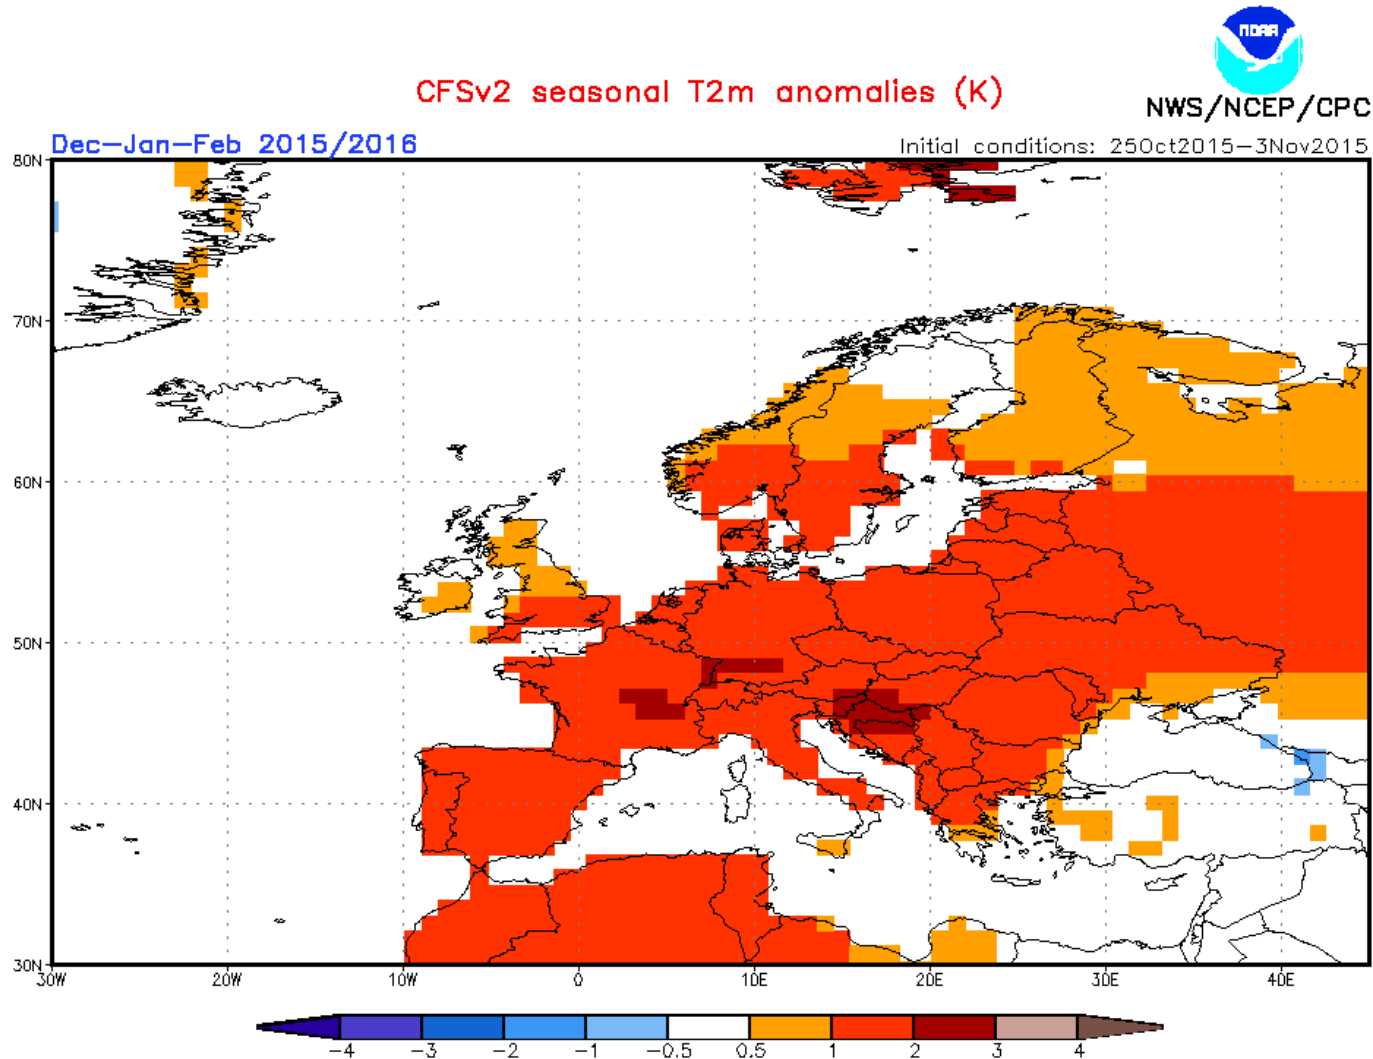 NOAA
CFSv2 seasonal T2m anomalies (K)
NWS/NCEP/CPC
Dec-Jan-Feb 2015/2016
Initial conditions: 25Oct2015-3Nov2015
80N
70N
60N
50N
40N
30N
30W 20W 10W 0 10E 20E 30E 40E
-4 -3 -2 -1 -0.5 0.5 1 2 3 4